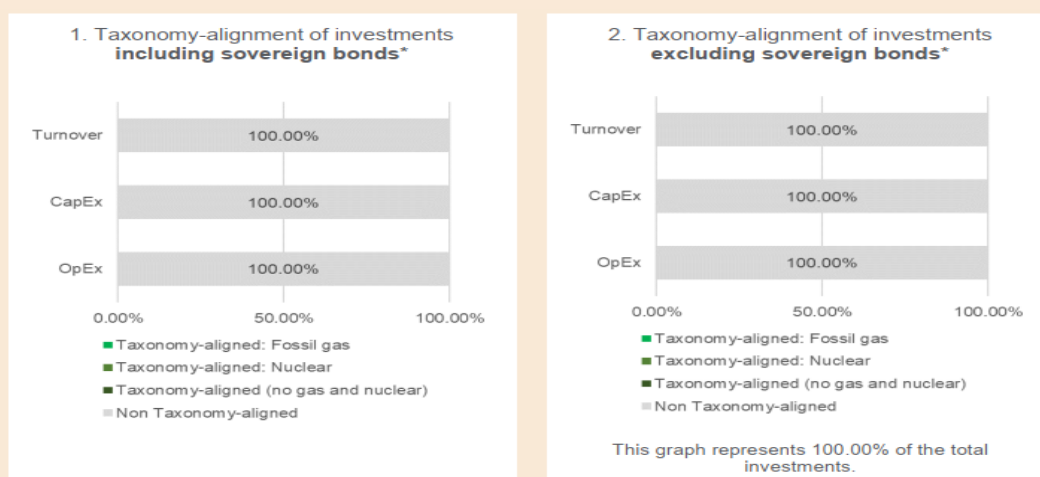 1. Taxonomy-alignment of investments
including sovereign bonds*
Turnover
100.00%
CapEx
100.00%
OpEx
100.00%
0.00% 50.00% 100.00%
Taxonomy-aligned: Fossil gas
Taxonomy-aligned: Nuclear
Taxonomy-aligned (no gas and nuclear)
Non Taxonomy-aligned
2. Taxonomy-alignment of investments
excluding sovereign bonds*
Turnover
100.00%
CapEx
100.00%
OpEx
100.00%
0.00% 50.00% 100.00%
Taxonomy-aligned: Fossil gas
Taxonomy-aligned: Nuclear
Taxonomy-aligned (no gas and nuclear)
Non Taxonomy-aligned
This graph represents 100.00% of the total
investments.